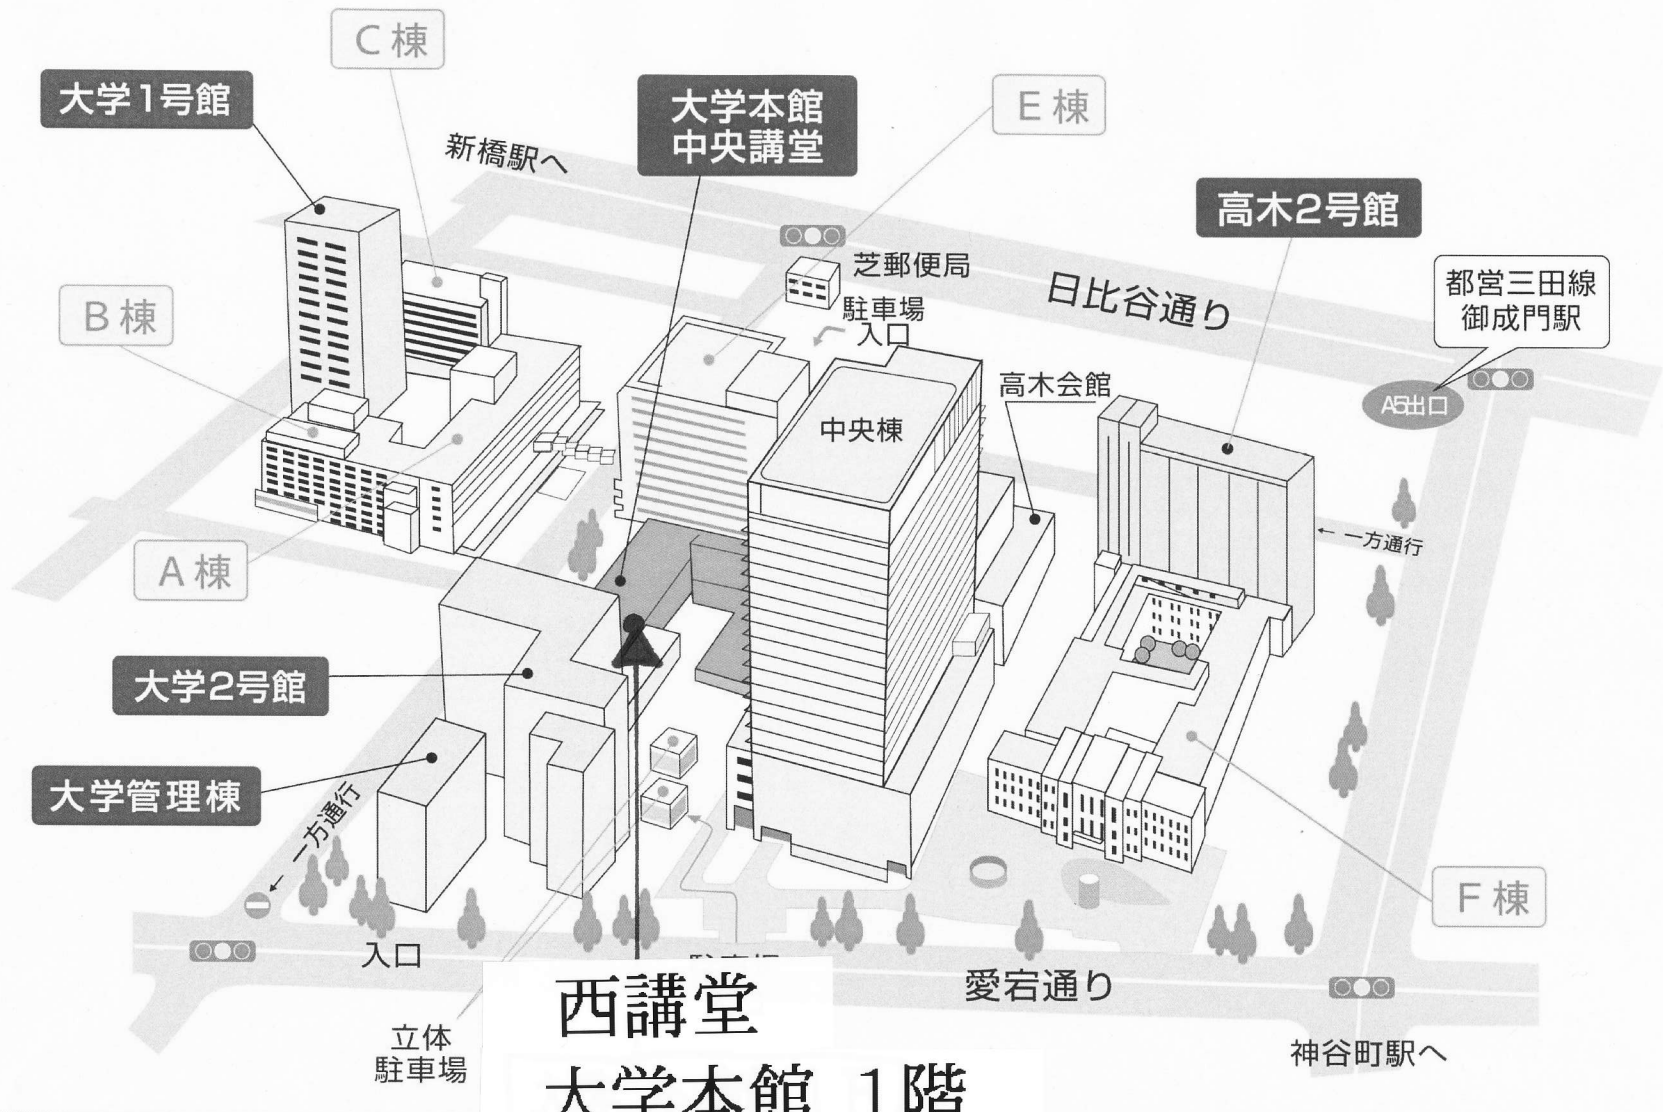 C棟
大学1号館
大学本館
中央講堂
E棟
新橋駅へ
高木2号館
芝郵便局
都営三田線
御成門駅
B棟
日比谷通り
駐車場
入口
高木会館
A5出口
中央棟
一方通行
A棟
大学2号館
大学管理棟
一方通行
F棟
入口
駐車場
愛宕通り
西講堂
立体
駐車場
神谷町駅へ
大学本館 1階